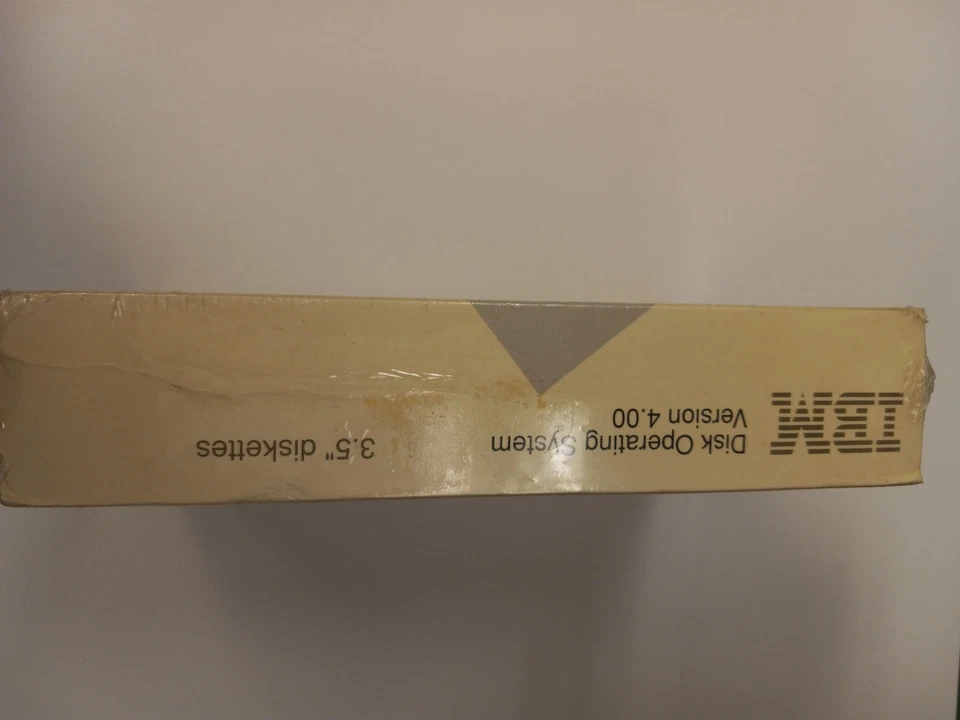 IBM
Disk Operating System
Version 4.00
3.5" diskettes